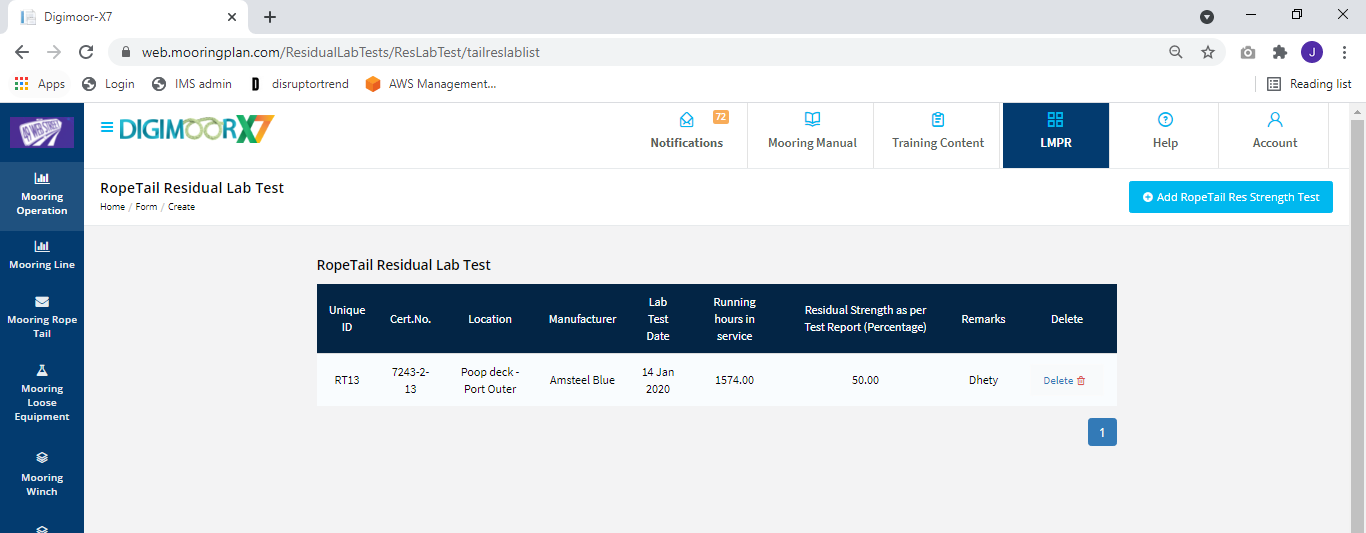 Digimoor-X7
web.mooringplan.com/ResidualLabTests/ResLabTest/tailreslablist
J
Apps
Login
IMS admin
D disruptortrend
AWS Management...
Reading list
49 WEB STREET
DIGIMOORX7
72
Notifications
Mooring Manual
Training Content
LMPR
Help
Account
Mooring
Operation
Mooring Line
Mooring Rope
Tail
Mooring
Loose
Equipment
Mooring
Winch
RopeTail Residual Lab Test
Home / Form / Create
Add RopeTail Res Strength Test
RopeTail Residual Lab Test
Unique
ID
Cert.No.
Location
Manufacturer
Lab
Test
Date
Running
hours in
service
Residual Strength as per
Test Report (Percentage)
Remarks
Delete
RT13
7243-2-
13
Poop deck -
Port Outer
Amsteel Blue
14 Jan
2020
1574.00
50.00
Dhety
Delete
1